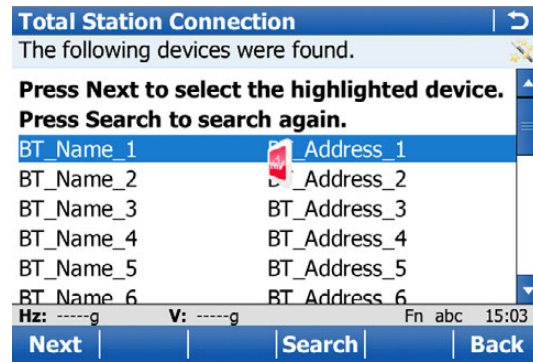 Total Station Connection
The following devices were found.
Press Next to select the highlighted device.
Press Search to search again.
BT_Name_1 BT_Address_1
BT_Name_2 BT_Address_2
BT_Name_3 BT_Address_3
BT_Name_4 BT_Address_4
BT_Name_5 BT_Address_5
BT_Name_6 BT_Address_6
Hz: -----g V: -----g Fn abc 15:03
Next Search Back